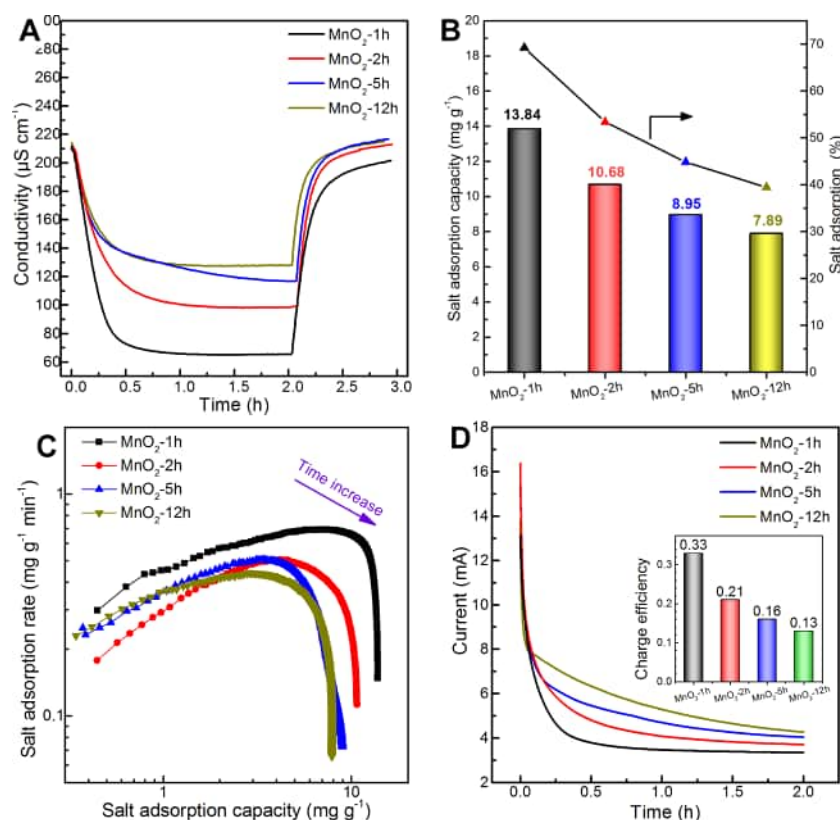 A
00
280
260
240
220
200
180
160
140
120
100
80
60
Conductivity (µS cm⁻¹)
MnO₂-1h
MnO₂-2h
MnO₂-5h
MnO₂-12h
0.0 0.5 1.0 1.5 2.0 2.5 3.0
Time (h)
B
20
18
16
14
12
10
8
6
4
2
0
Salt adsorption capacity (mg g⁻¹)
13.84
10.68
8.95
7.89
70
60
50
40
30
20
10
0
Salt adsorption (%)
MnO₂-1h MnO₂-2h MnO₂-5h MnO₂-12h
C
MnO₂-1h
MnO₂-2h
MnO₂-5h
MnO₂-12h
Time increase
1
0.1
Salt adsorption rate (mg g⁻¹ min⁻¹)
1 10
Salt adsorption capacity (mg g⁻¹)
D
18
16
14
12
10
8
6
4
2
Current (mA)
MnO₂-1h
MnO₂-2h
MnO₂-5h
MnO₂-12h
Charge efficiency
0.3
0.2
0.1
0.0
0.33
0.21
0.16
0.13
MnO₂-1h MnO₂-2h MnO₂-5h MnO₂-12h
0.0 0.5 1.0 1.5 2.0
Time (h)